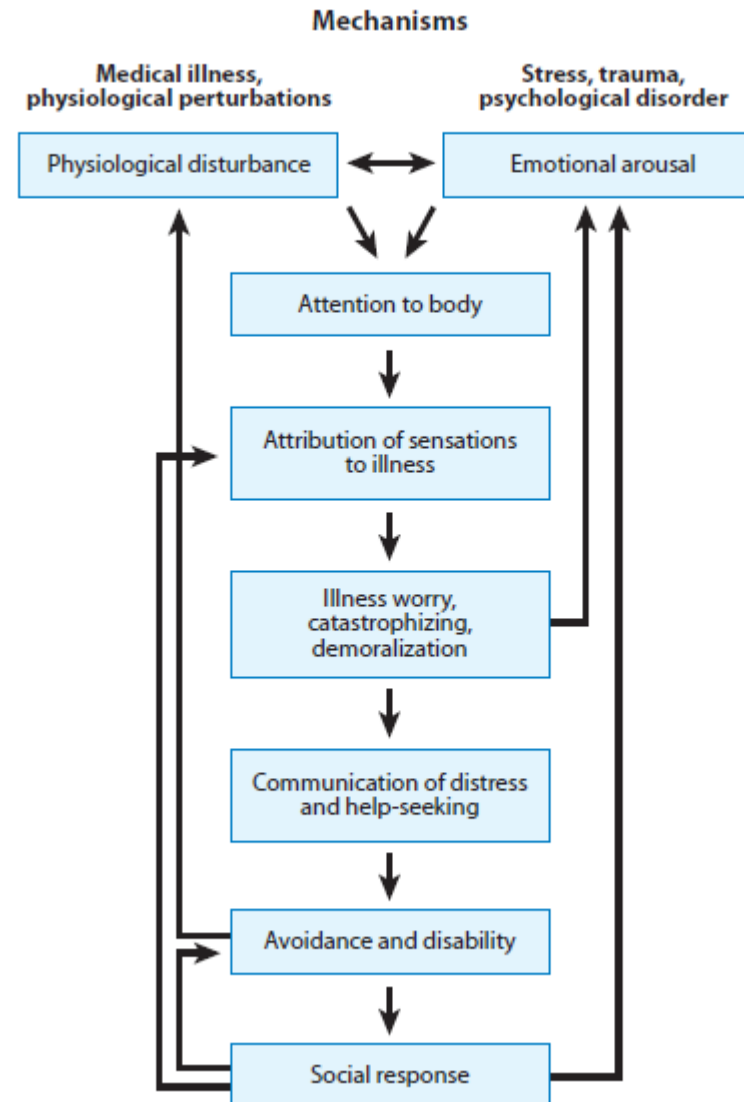 Mechanisms
Medical illness,
physiological perturbations
Stress, trauma,
psychological disorder
Physiological disturbance
Emotional arousal
Attention to body
Attribution of sensations
to illness
Illness worry,
catastrophizing,
demoralization
Communication of distress
and help-seeking
Avoidance and disability
Social response